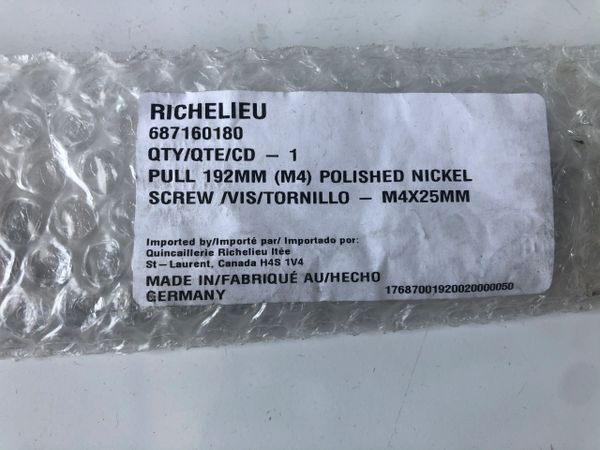 RICHELIEU
687160180
QTY/QTE/CD – 1
PULL 192MM (M4) POLISHED NICKEL
SCREW /VIS/TORNILLO – M4X25MM
Imported by/Importé par/ Importado por:
Quincaillerie Richelieu ltée
St–Laurent, Canada H4S 1V4
MADE IN/FABRIQUÉ AU/HECHO
GERMANY
17687001920020000050